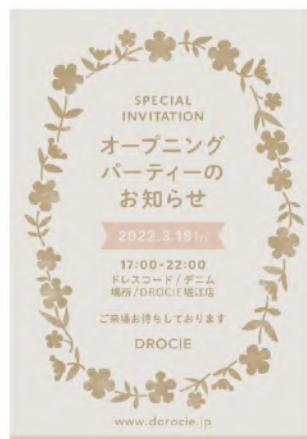 SPECIAL
INVITATION
オープニング
パーティーの
お知らせ
2022.3.18fri
17:00-22:00
ドレスコード/デニム
場所/DROCIE堀江店
ご来場お待ちしております
DROCIE
www.dorocie.jp